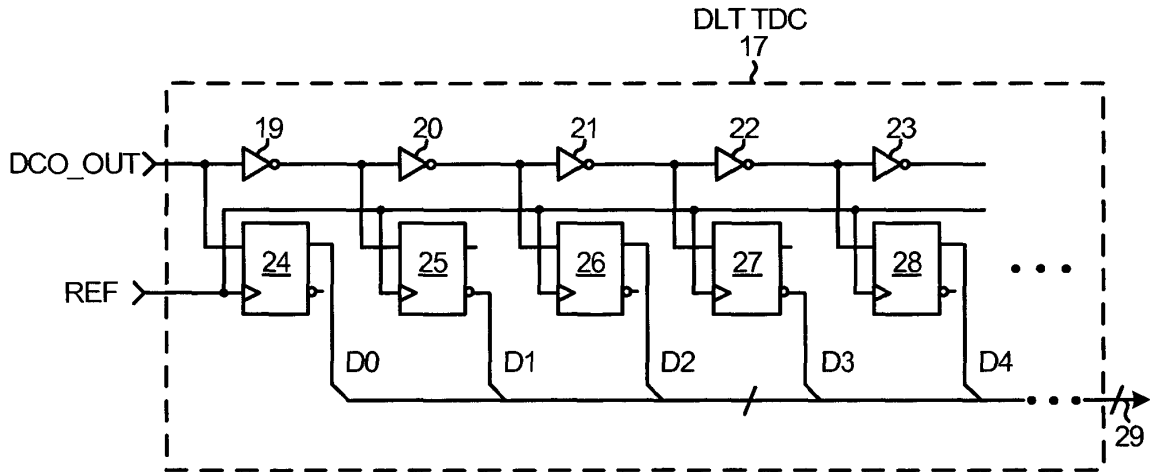 DLT TDC
17
19 20 21 22 23
DCO_OUT
24 25 26 27 28
REF
D0 D1 D2 D3 D4
29